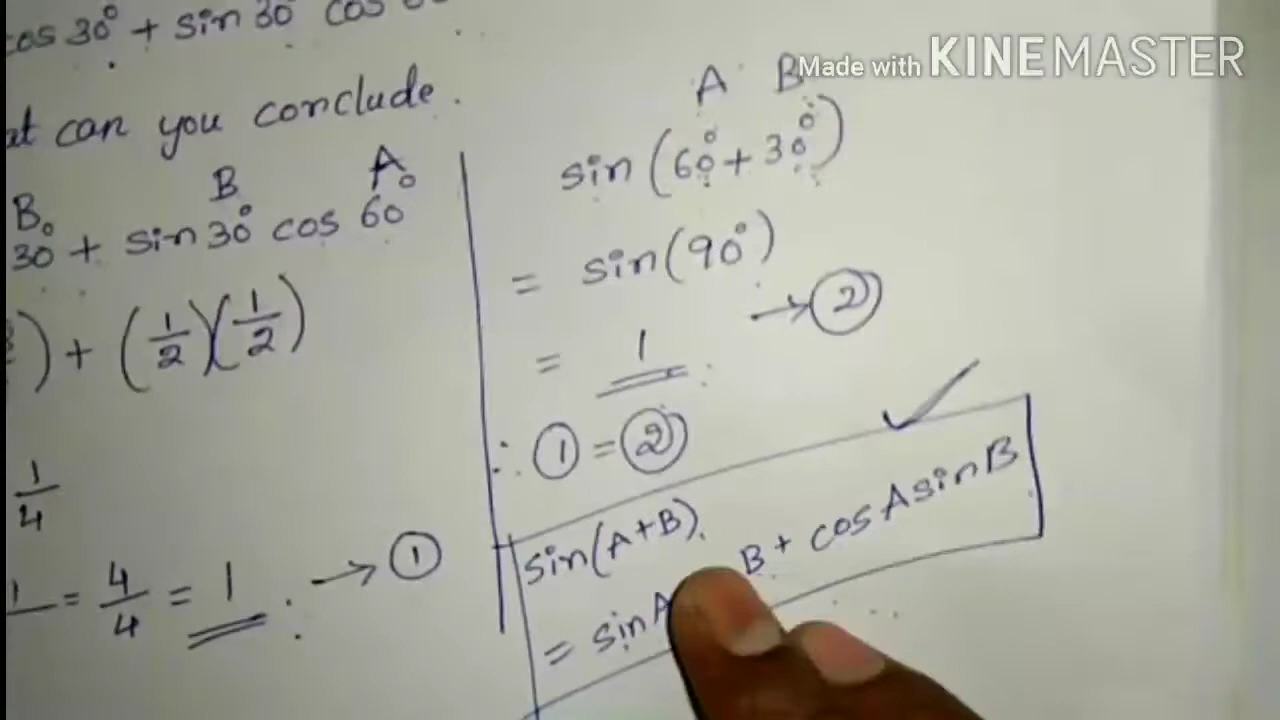 cos 30° + sin 30° cos
at can you conclude.
B A
B
30 + sin 30° cos 60°
) + (1/2)(1/2)
1/4
1 = 4/4 = 1. → ①
Made with KINEMASTER
A B
sin (60° + 30°)
= sin (90°)
= 1 → ②
∴ ① = ②
sin(A+B)
= sin A B + cos A sin B